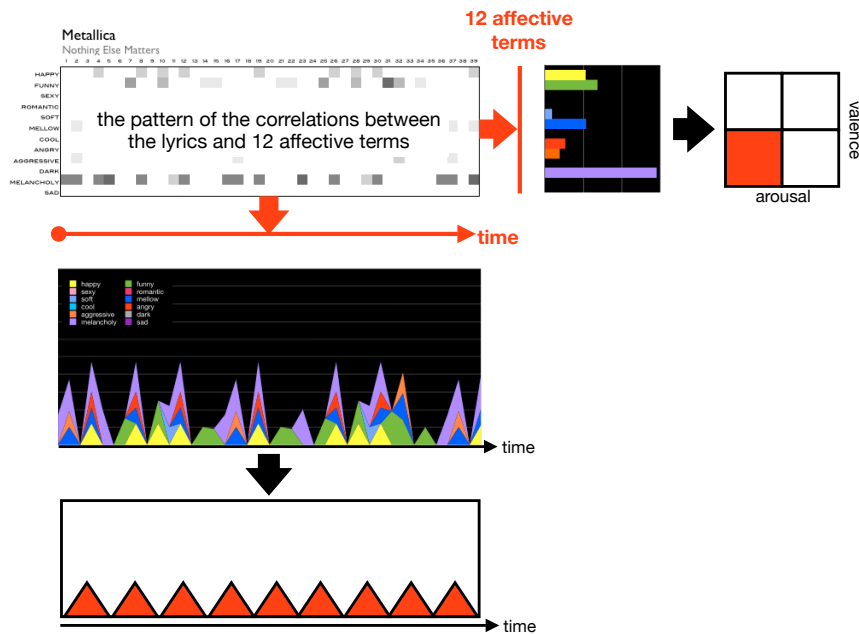 12 affective
terms
Metallica
Nothing Else Matters
1 2 3 4 5 6 7 8 9 10 11 12 13 14 15 16 17 18 19 20 21 22 23 24 25 26 27 28 29 30 31 32 33 34 35 36 37 38 39
HAPPY
FUNNY
SEXY
ROMANTIC
SOFT
MELLOW
COOL
ANGRY
AGGRESSIVE
DARK
MELANCHOLY
SAD
the pattern of the correlations between
the lyrics and 12 affective terms
valence
arousal
time
happy funny
sexy romantic
soft mellow
cool angry
aggressive dark
melancholy sad
time
time